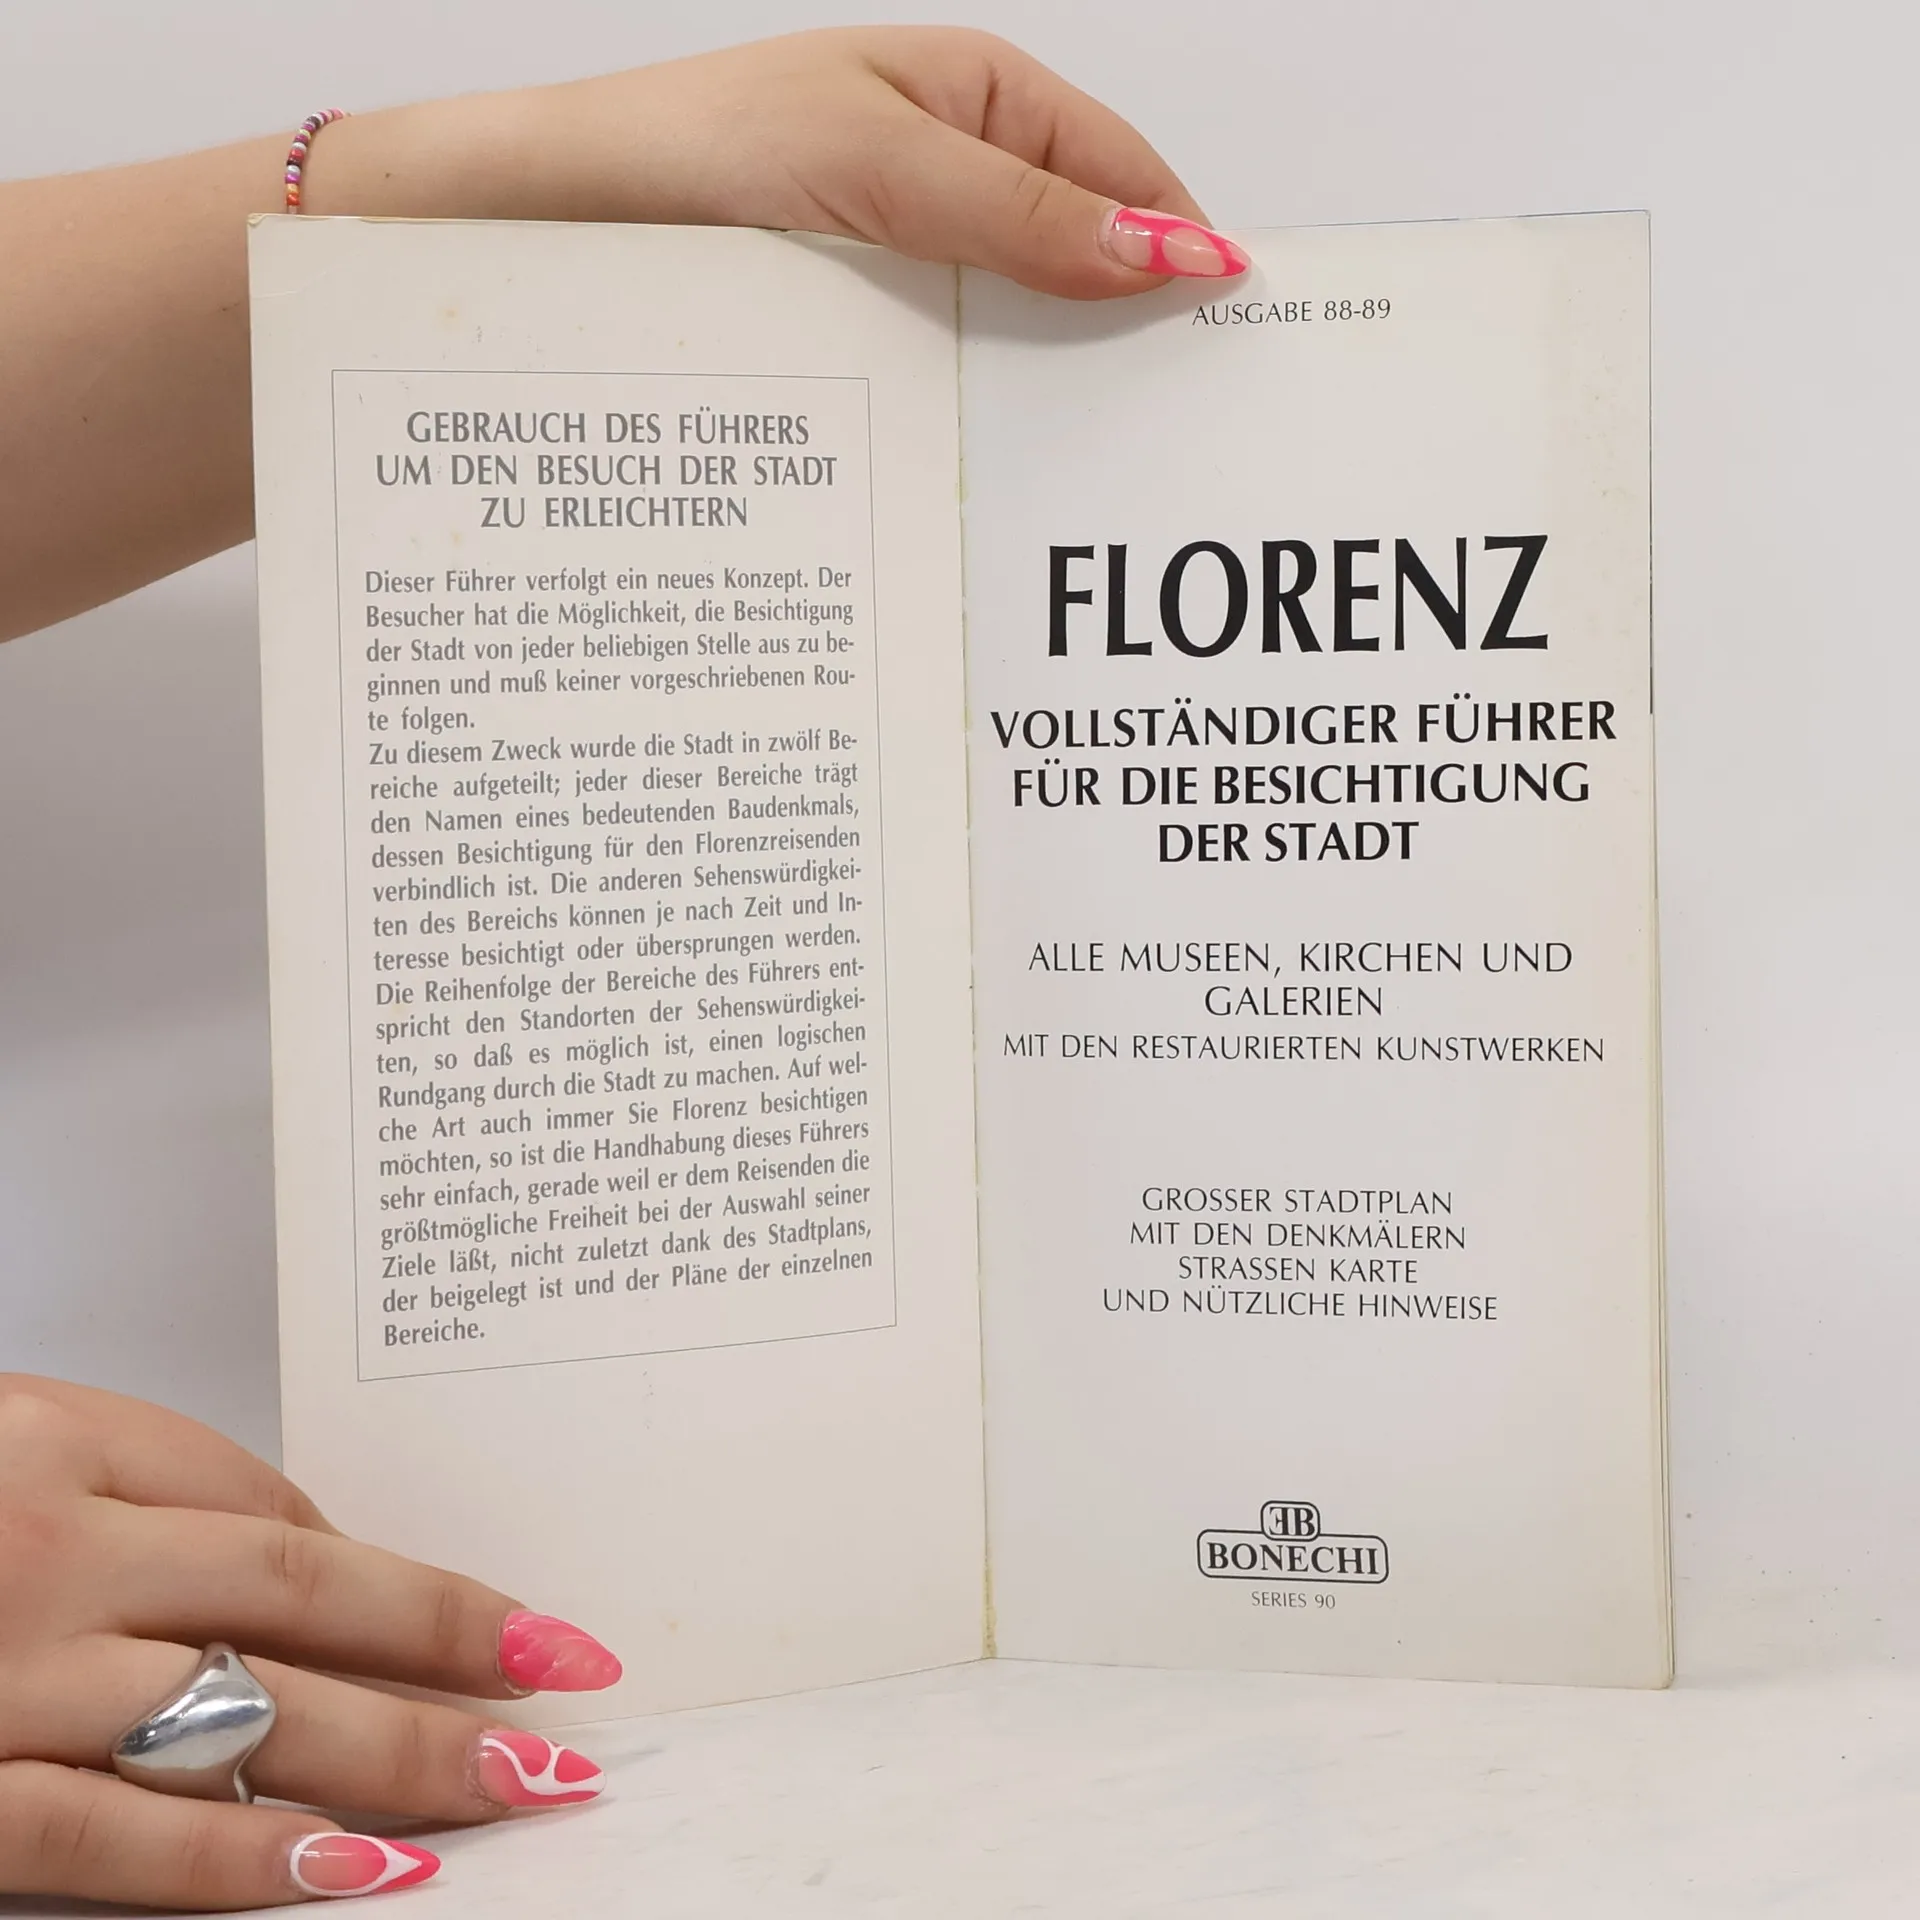 GEBRAUCH DES FÜHRERS
UM DEN BESUCH DER STADT
ZU ERLEICHTERN
Dieser Führer verfolgt ein neues Konzept. Der
Besucher hat die Möglichkeit, die Besichtigung
der Stadt von jeder beliebigen Stelle aus zu be-
ginnen und muß keiner vorgeschriebenen Rou-
te folgen.
Zu diesem Zweck wurde die Stadt in zwölf Be-
reiche aufgeteilt; jeder dieser Bereiche trägt
den Namen eines bedeutenden Baudenkmals,
dessen Besichtigung für den Florenzreisenden
verbindlich ist. Die anderen Sehenswürdigkei-
ten des Bereichs können je nach Zeit und In-
teresse besichtigt oder übersprungen werden.
Die Reihenfolge der Bereiche des Führers ent-
spricht den Standorten der Sehenswürdigkei-
ten, so daß es möglich ist, einen logischen
Rundgang durch die Stadt zu machen. Auf wel-
che Art auch immer Sie Florenz besichtigen
möchten, so ist die Handhabung dieses Führers
sehr einfach, gerade weil er dem Reisenden die
größtmögliche Freiheit bei der Auswahl seiner
Ziele läßt, nicht zuletzt dank des Stadtplans,
der beigelegt ist und der Pläne der einzelnen
Bereiche.
AUSGABE 88-89
FLORENZ
VOLLSTÄNDIGER FÜHRER
FÜR DIE BESICHTIGUNG
DER STADT
ALLE MUSEEN, KIRCHEN UND
GALERIEN
MIT DEN RESTAURIERTEN KUNSTWERKEN
GROSSER STADTPLAN
MIT DEN DENKMÄLERN
STRASSEN KARTE
UND NÜTZLICHE HINWEISE
EB
BONECHI
SERIES 90